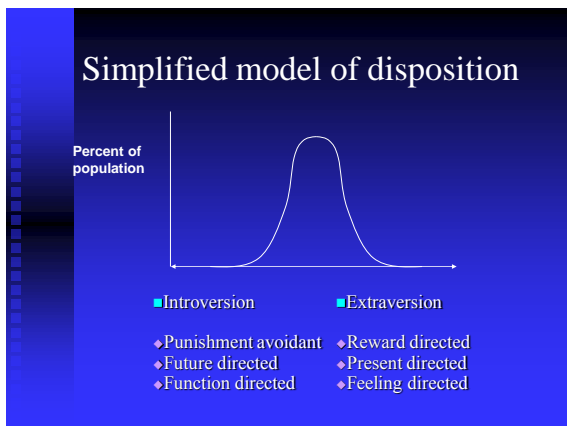 Simplified model of disposition
Percent of
population
Introversion
Punishment avoidant
Future directed
Function directed
Extraversion
Reward directed
Present directed
Feeling directed